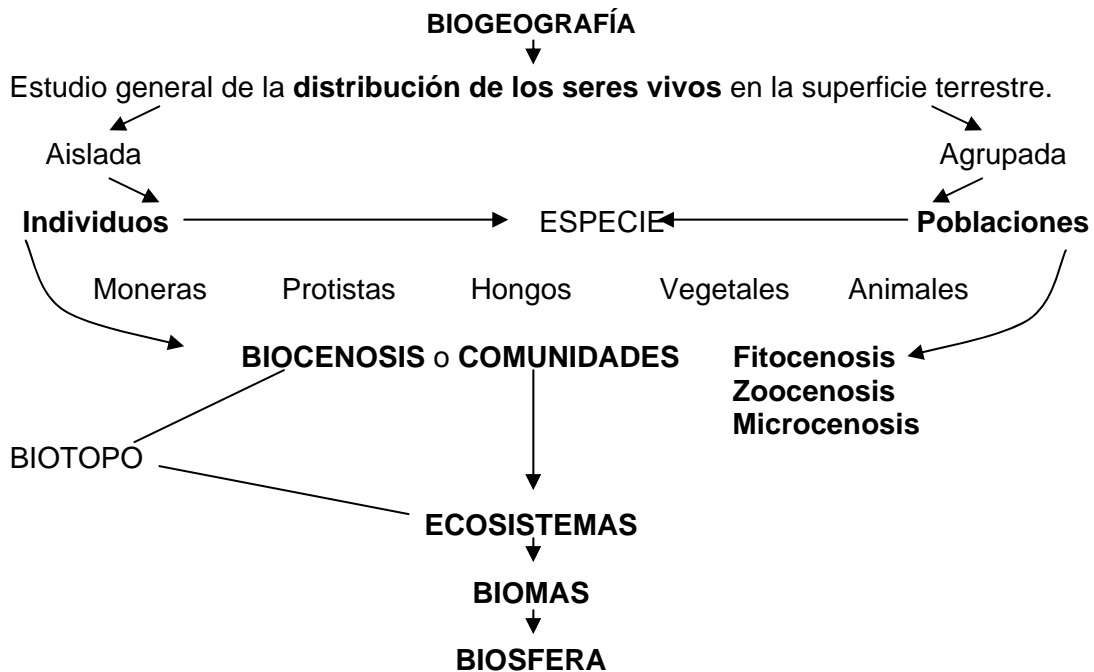 BIOGEOGRAFÍA
Estudio general de la distribución de los seres vivos en la superficie terrestre.
Aislada Agrupada
Individuos ESPECIE Poblaciones
Moneras Protistas Hongos Vegetales Animales
BIOCENOSIS o COMUNIDADES Fitocenosis
Zoocenosis
Microcenosis
BIOTOPO
ECOSISTEMAS
BIOMAS
BIOSFERA